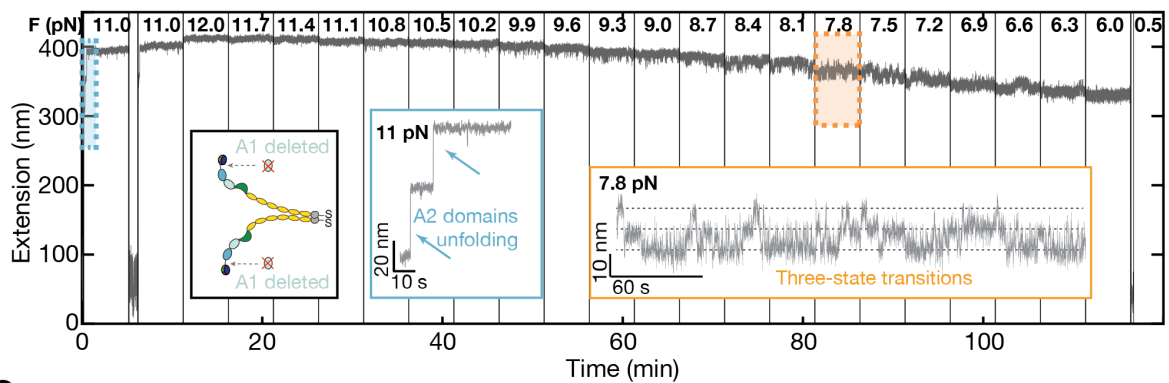 F (pN) 11.0 11.0 12.0 11.7 11.4 11.1 10.8 10.5 10.2 9.9 9.6 9.3 9.0 8.7 8.4 8.1 7.8 7.5 7.2 6.9 6.6 6.3 6.0 0.5
400
300
200
100
0
Extension (nm)
A1 deleted
S
S
A1 deleted
11 pN
A2 domains
unfolding
20 nm
10 s
7.8 pN
10 nm
60 s
Three-state transitions
0 20 40 60 80 100
Time (min)